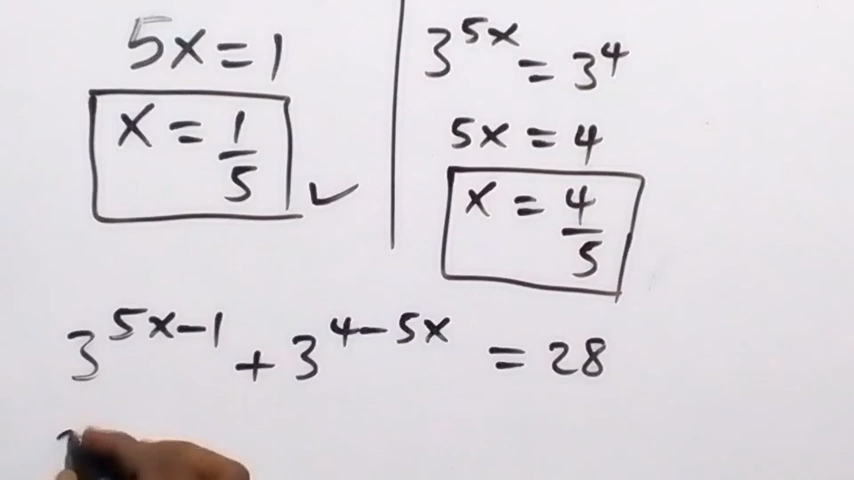 5x = 1
x = 1/5 ✓
3^{5x} = 3^4
5x = 4
x = 4/5
3^{5x-1} + 3^{4-5x} = 28